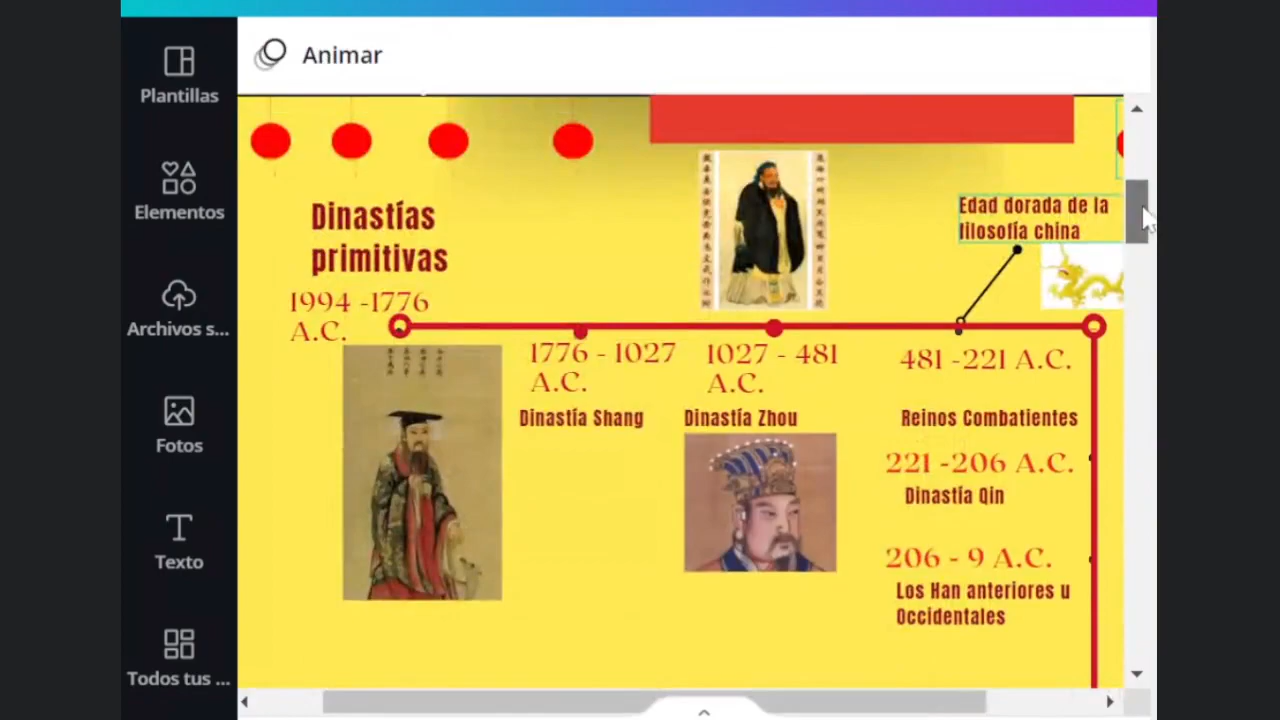 Animar
Plantillas
Elementos
Archivos s...
Fotos
Texto
Todos tus ...
Dinastías
primitivas
1994 -1776
A.C.
Edad dorada de la
filosofía china
1776 - 1027
A.C.
Dinastía Shang
1027 - 481
A.C.
Dinastía Zhou
481 -221 A.C.
Reinos Combatientes
221 -206 A.C.
Dinastía Qin
206 - 9 A.C.
Los Han anteriores u
Occidentales